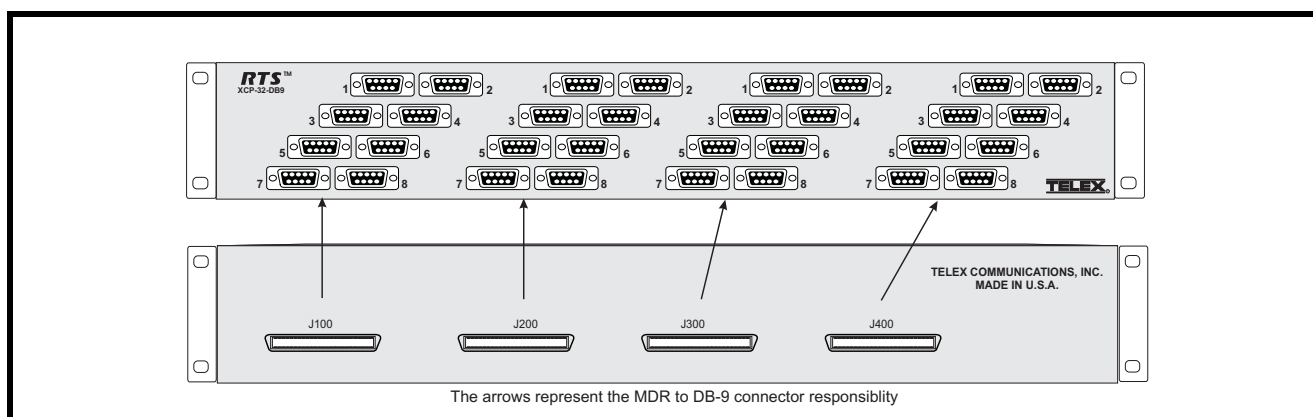 RTS™
XCP-32-DB9
1 2 1 2 1 2 1 2
3 4 3 4 3 4 3 4
5 6 5 6 5 6 5 6
7 8 7 8 7 8 7 8
TELEX®
TELEX COMMUNICATIONS, INC.
MADE IN U.S.A.
J100 J200 J300 J400
The arrows represent the MDR to DB-9 connector responsiblity